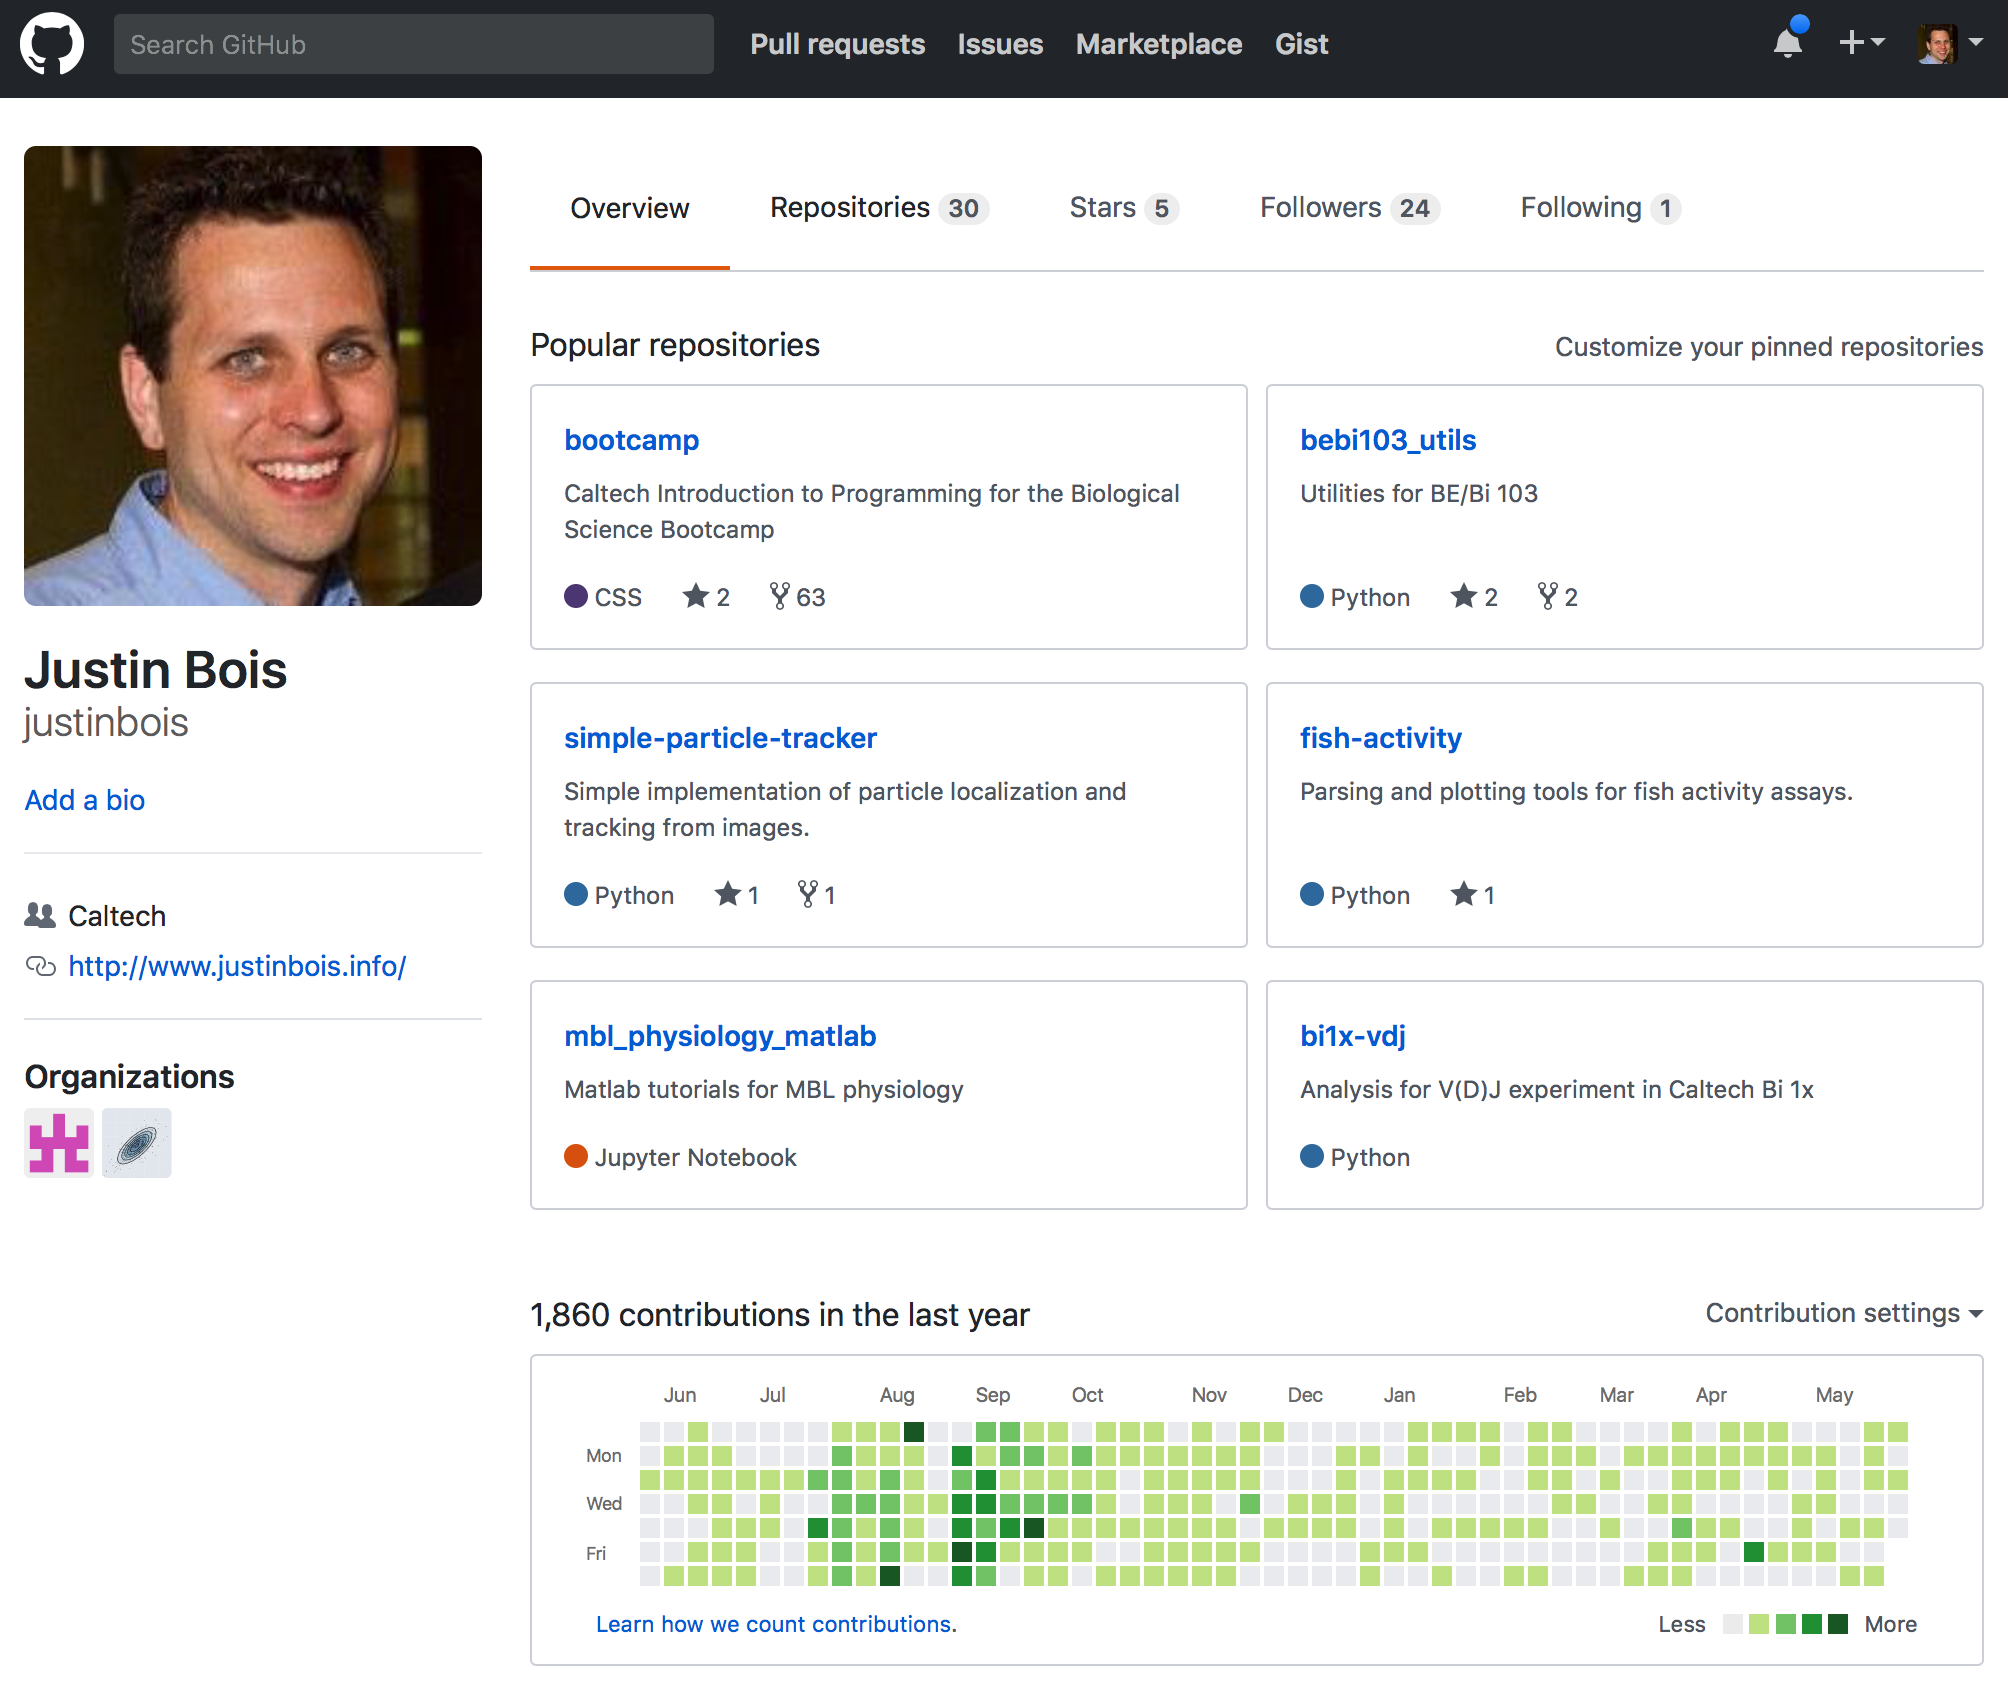 Search GitHub
Pull requests Issues Marketplace Gist
Overview Repositories 30 Stars 5 Followers 24 Following 1
Justin Bois
justinbois
Add a bio
Caltech
http://www.justinbois.info/
Organizations
Popular repositories
Customize your pinned repositories
bootcamp
Caltech Introduction to Programming for the Biological
Science Bootcamp
CSS 2 63
bebi103_utils
Utilities for BE/Bi 103
Python 2 2
simple-particle-tracker
Simple implementation of particle localization and
tracking from images.
Python 1 1
fish-activity
Parsing and plotting tools for fish activity assays.
Python 1
mbl_physiology_matlab
Matlab tutorials for MBL physiology
Jupyter Notebook
bi1x-vdj
Analysis for V(D)J experiment in Caltech Bi 1x
Python
1,860 contributions in the last year
Contribution settings
Jun Jul Aug Sep Oct Nov Dec Jan Feb Mar Apr May
Mon
Wed
Fri
Learn how we count contributions.
Less More